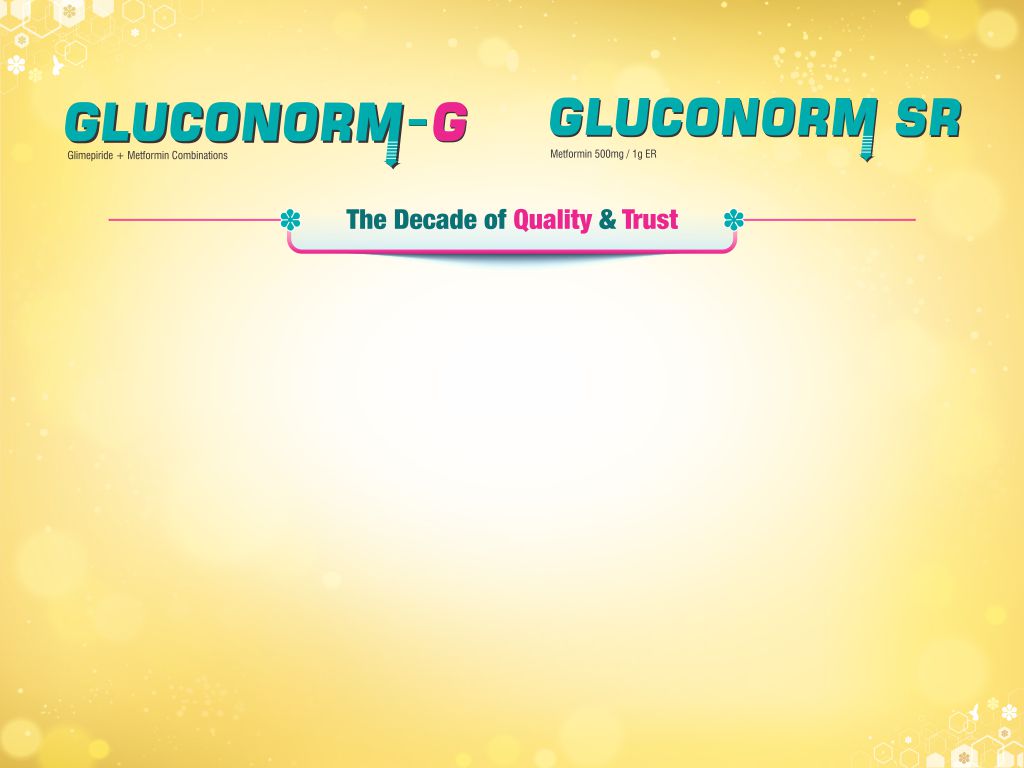 GLUCONORM-G
Glimepiride + Metformin Combinations
GLUCONORM SR
Metformin 500mg / 1g ER
The Decade of Quality & Trust